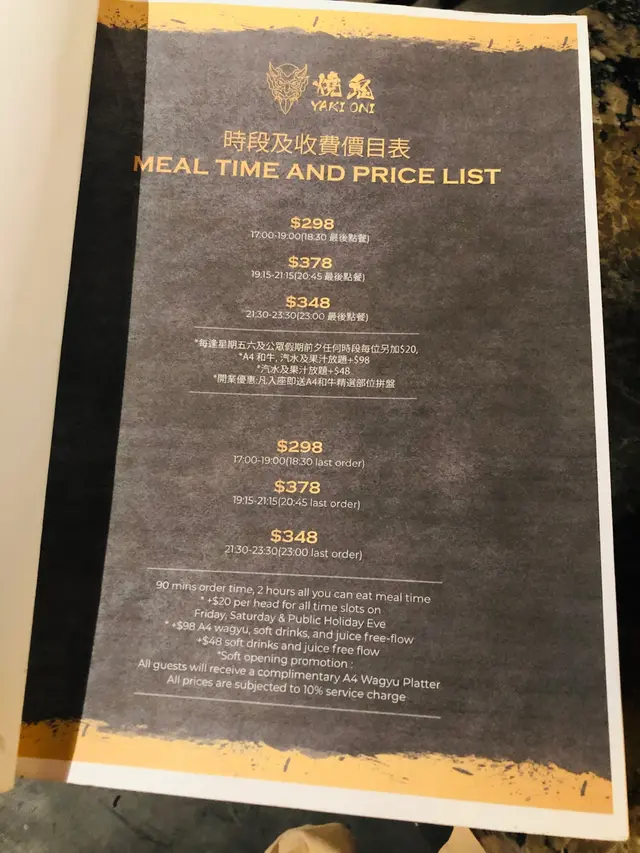 燒鬼
YAKI ONI
時段及收費價目表
MEAL TIME AND PRICE LIST
$298
17:00-19:00(18:30 最後點餐)
$378
19:15-21:15(20:45 最後點餐)
$348
21:30-23:30(23:00 最後點餐)
*每逢星期五六及公眾假期前夕任何時段每位另加$20,
*A4 和牛, 汽水及果汁放題+$98
*汽水及果汁放題+$48
*開業優惠:凡入座即送A4和牛精選部位拼盤
$298
17:00-19:00(18:30 last order)
$378
19:15-21:15(20:45 last order)
$348
21:30-23:30(23:00 last order)
90 mins order time, 2 hours all you can eat meal time
* +$20 per head for all time slots on
Friday, Saturday & Public Holiday Eve
* +$98 A4 wagyu, soft drinks, and juice free-flow
+$48 soft drinks and juice free flow
*Soft opening promotion :
All guests will receive a complimentary A4 Wagyu Platter
All prices are subjected to 10% service charge